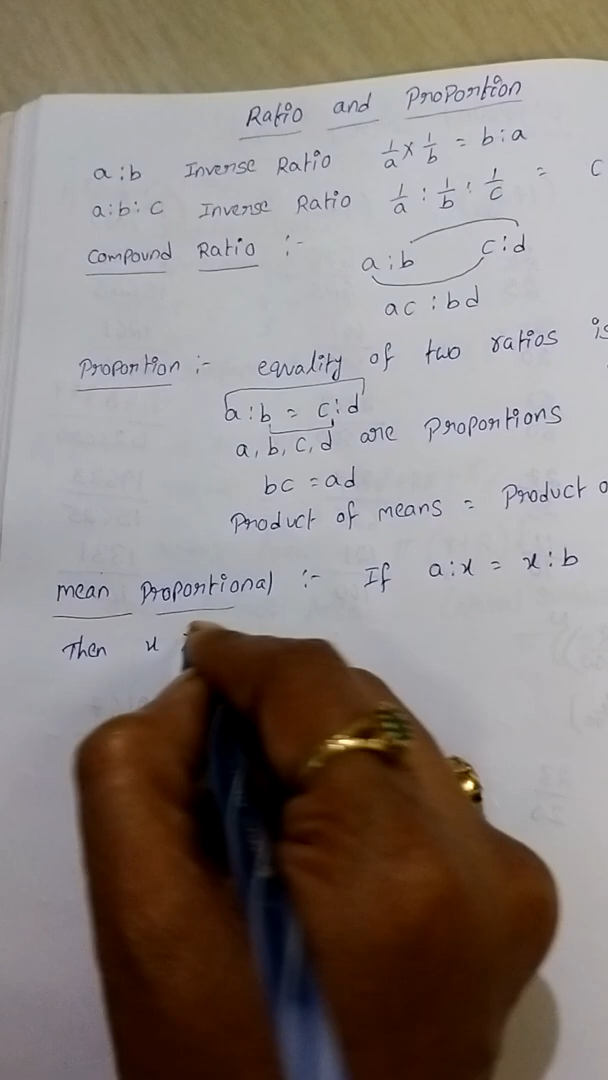 Ratio and Proportion
a:b Inverse Ratio 1/a × 1/b = b:a
a:b:c Inverse Ratio 1/a : 1/b : 1/c = c
Compound Ratio :- a:b c:d
ac : bd
Proportion :- equality of two ratios is
a:b = c:d
a, b, c, d are Proportions
bc = ad
Product of means = Product o
Mean Proportional :- If a:x = x:b
Then x